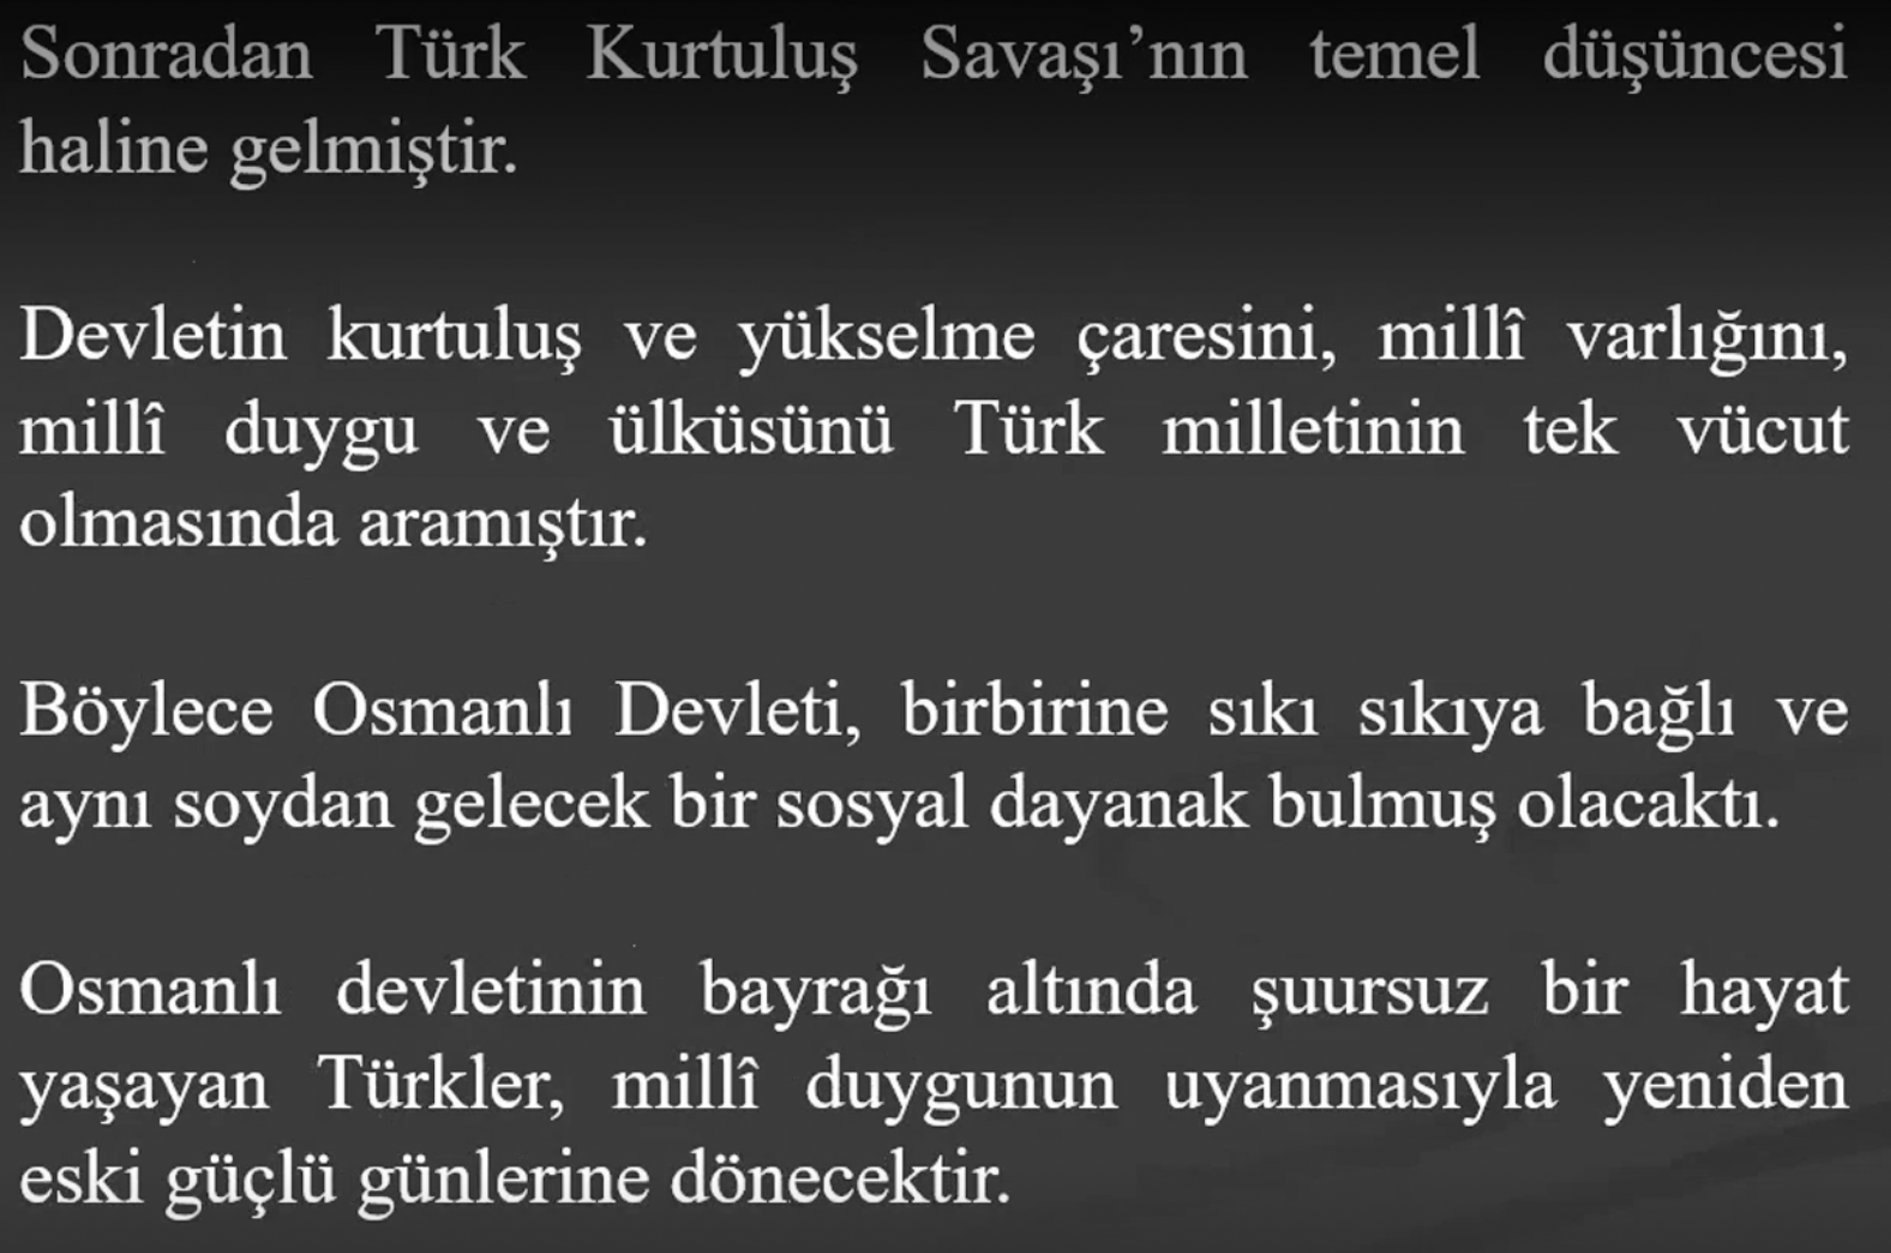 Sonradan Türk Kurtuluş Savaşı’nın temel düşüncesi
haline gelmiştir.
Devletin kurtuluş ve yükselme çaresini, millî varlığını,
millî duygu ve ülküsünü Türk milletinin tek vücut
olmasında aramıştır.
Böylece Osmanlı Devleti, birbirine sıkı sıkıya bağlı ve
aynı soydan gelecek bir sosyal dayanak bulmuş olacaktı.
Osmanlı devletinin bayrağı altında şuursuz bir hayat
yaşayan Türkler, millî duygunun uyanmasıyla yeniden
eski güçlü günlerine dönecektir.